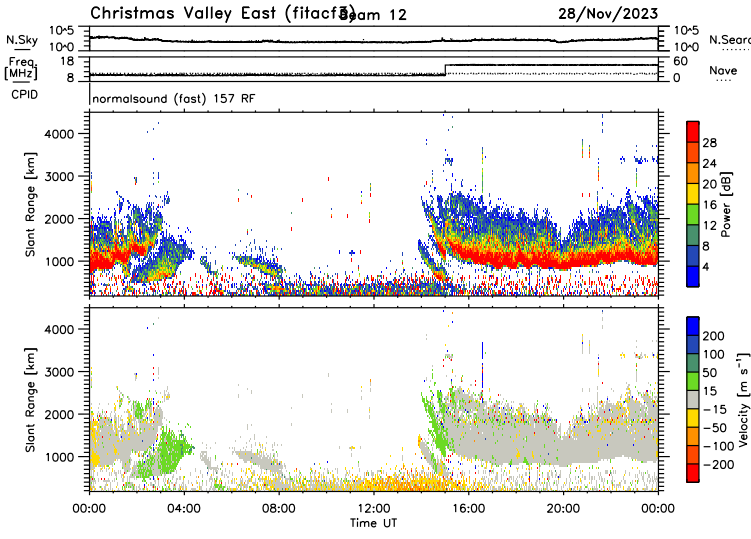 Christmas Valley East (fitacf3) Beam 12 28/Nov/2023
N.Sky 10^5 10^0 10^5 10^0 N.Searc
Freq. [MHz] 18 8 60 0 Nave
CPID normalsound (fast) 157 RF
Slant Range [km] 4000 3000 2000 1000
28 24 20 16 12 8 4 Power [dB]
Slant Range [km] 4000 3000 2000 1000
200 100 50 15 -15 -50 -100 -200 Velocity [m s⁻¹]
00:00 04:00 08:00 12:00 16:00 20:00 00:00
Time UT